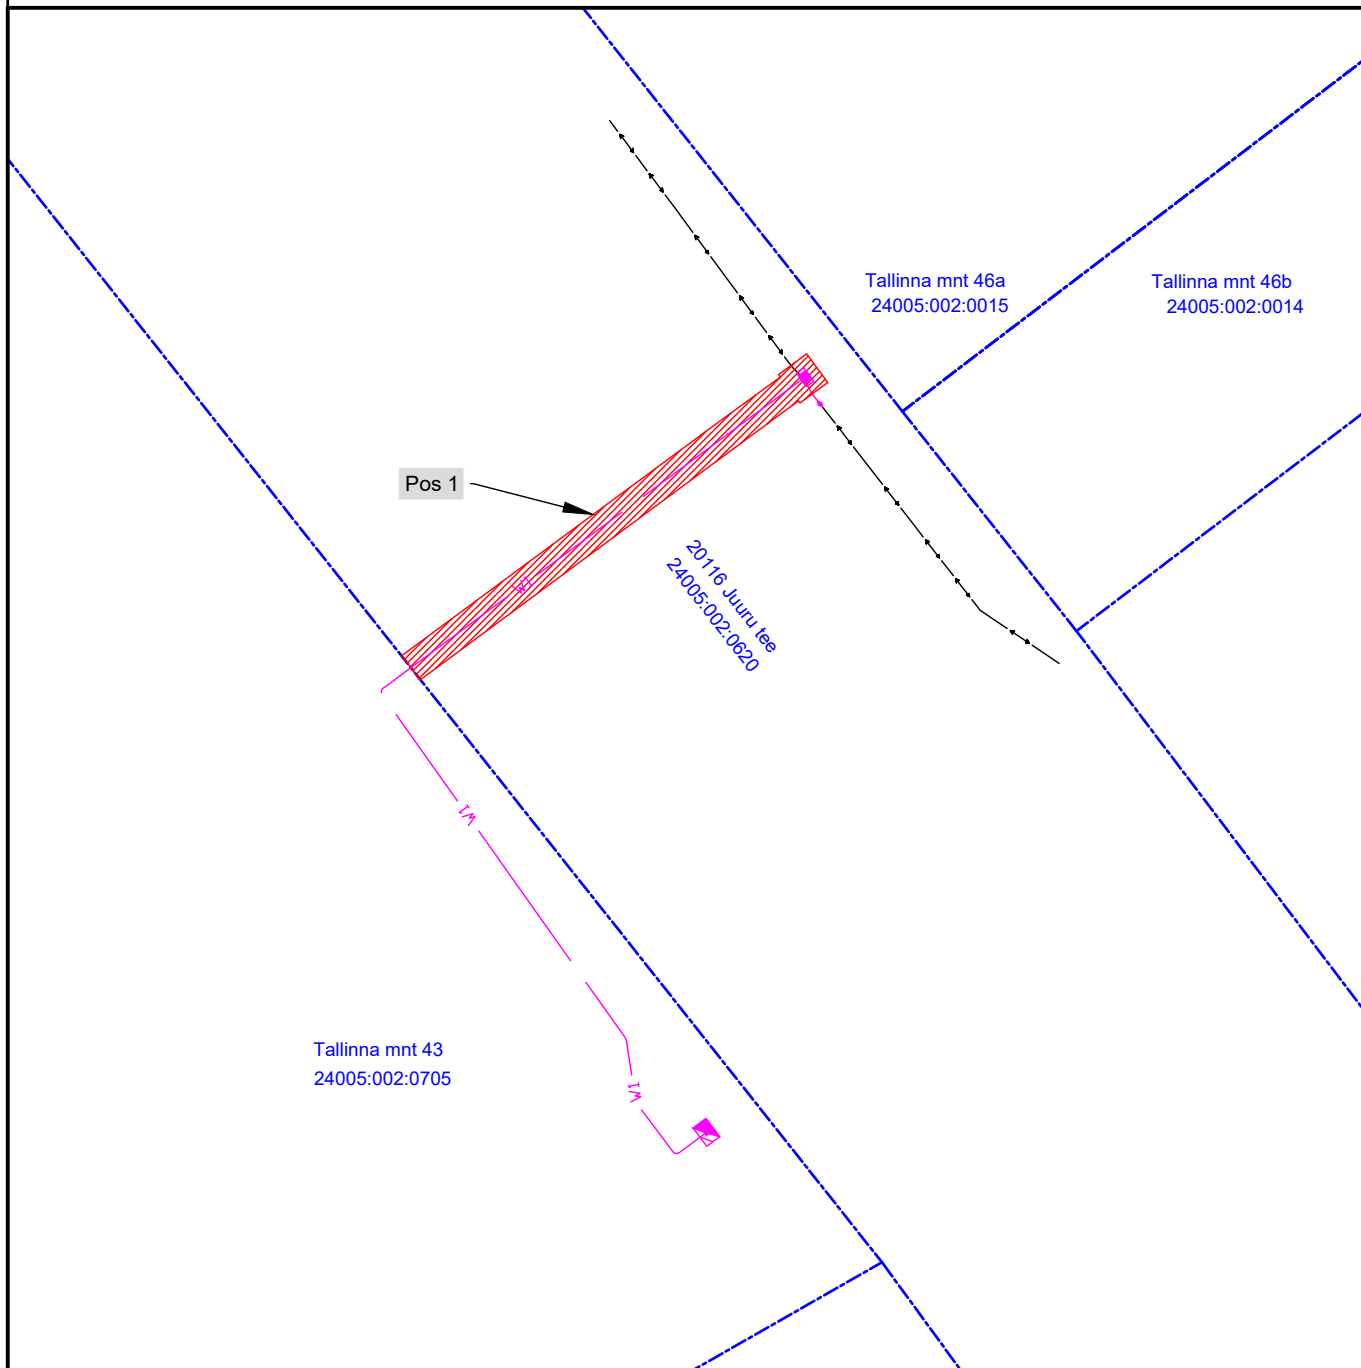 Tallinna mnt 46a
24005:002:0015
Tallinna mnt 46b
24005:002:0014
Pos 1
20116 Juuru tee
24005:002:0620
W1
W1
Tallinna mnt 43
24005:002:0705
W1